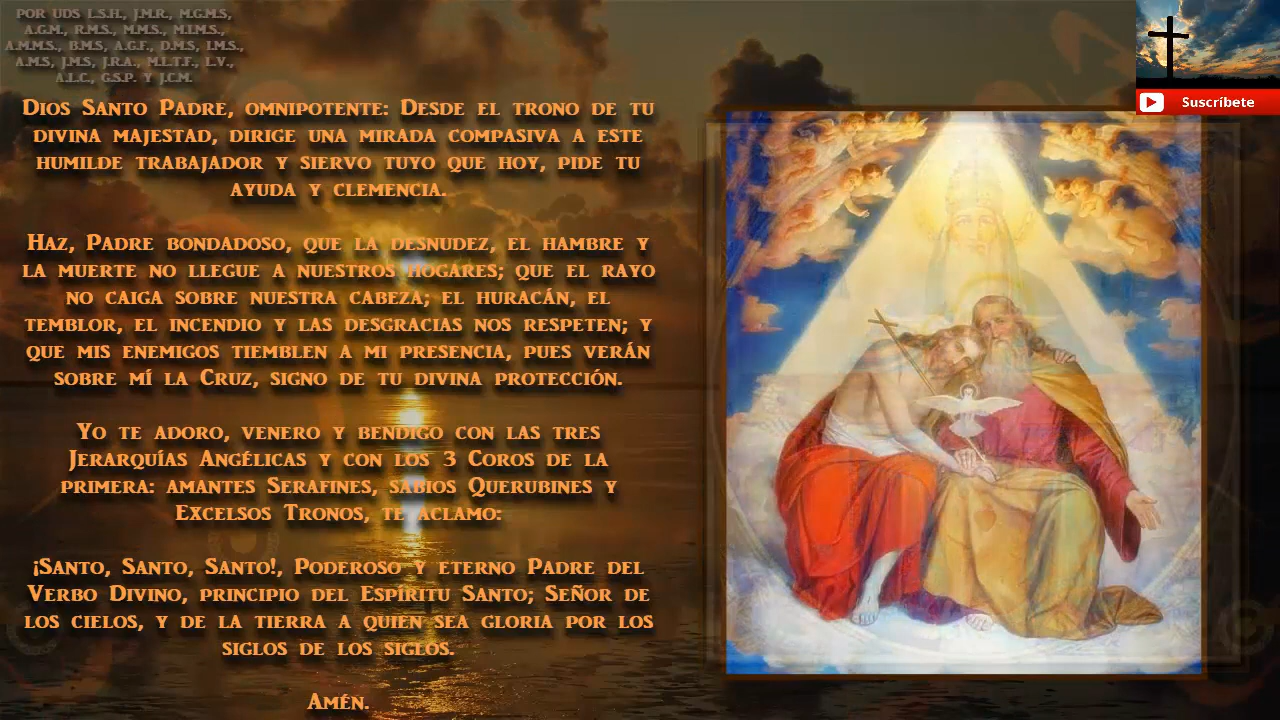 POR UDS L.S.H., J.M.R., M.G.M.S,
A.G.M., R.M.S., M.M.S., M.I.M.S.,
A.M.M.S., B.M.S, A.G.F., D.M.S, I.M.S.,
A.M.S, J.M.S, J.R.A., M.L.T.F., L.V.,
A.L.C., G.S.P. Y J.C.M.
Dios Santo Padre, omnipotente: Desde el trono de tu
divina majestad, dirige una mirada compasiva a este
humilde trabajador y siervo tuyo que hoy, pide tu
ayuda y clemencia.
Haz, Padre bondadoso, que la desnudez, el hambre y
la muerte no llegue a nuestros hogares; que el rayo
no caiga sobre nuestra cabeza; el huracán, el
temblor, el incendio y las desgracias nos respeten; y
que mis enemigos tiemblen a mi presencia, pues verán
sobre mí la Cruz, signo de tu divina protección.
Yo te adoro, venero y bendigo con las tres
Jerarquías Angélicas y con los 3 Coros de la
primera: amantes Serafines, sabios Querubines y
Excelsos Tronos, te aclamo:
¡Santo, Santo, Santo!, Poderoso y eterno Padre del
Verbo Divino, principio del Espíritu Santo; Señor de
los cielos, y de la tierra a quien sea gloria por los
siglos de los siglos.
Amén.
Suscríbete